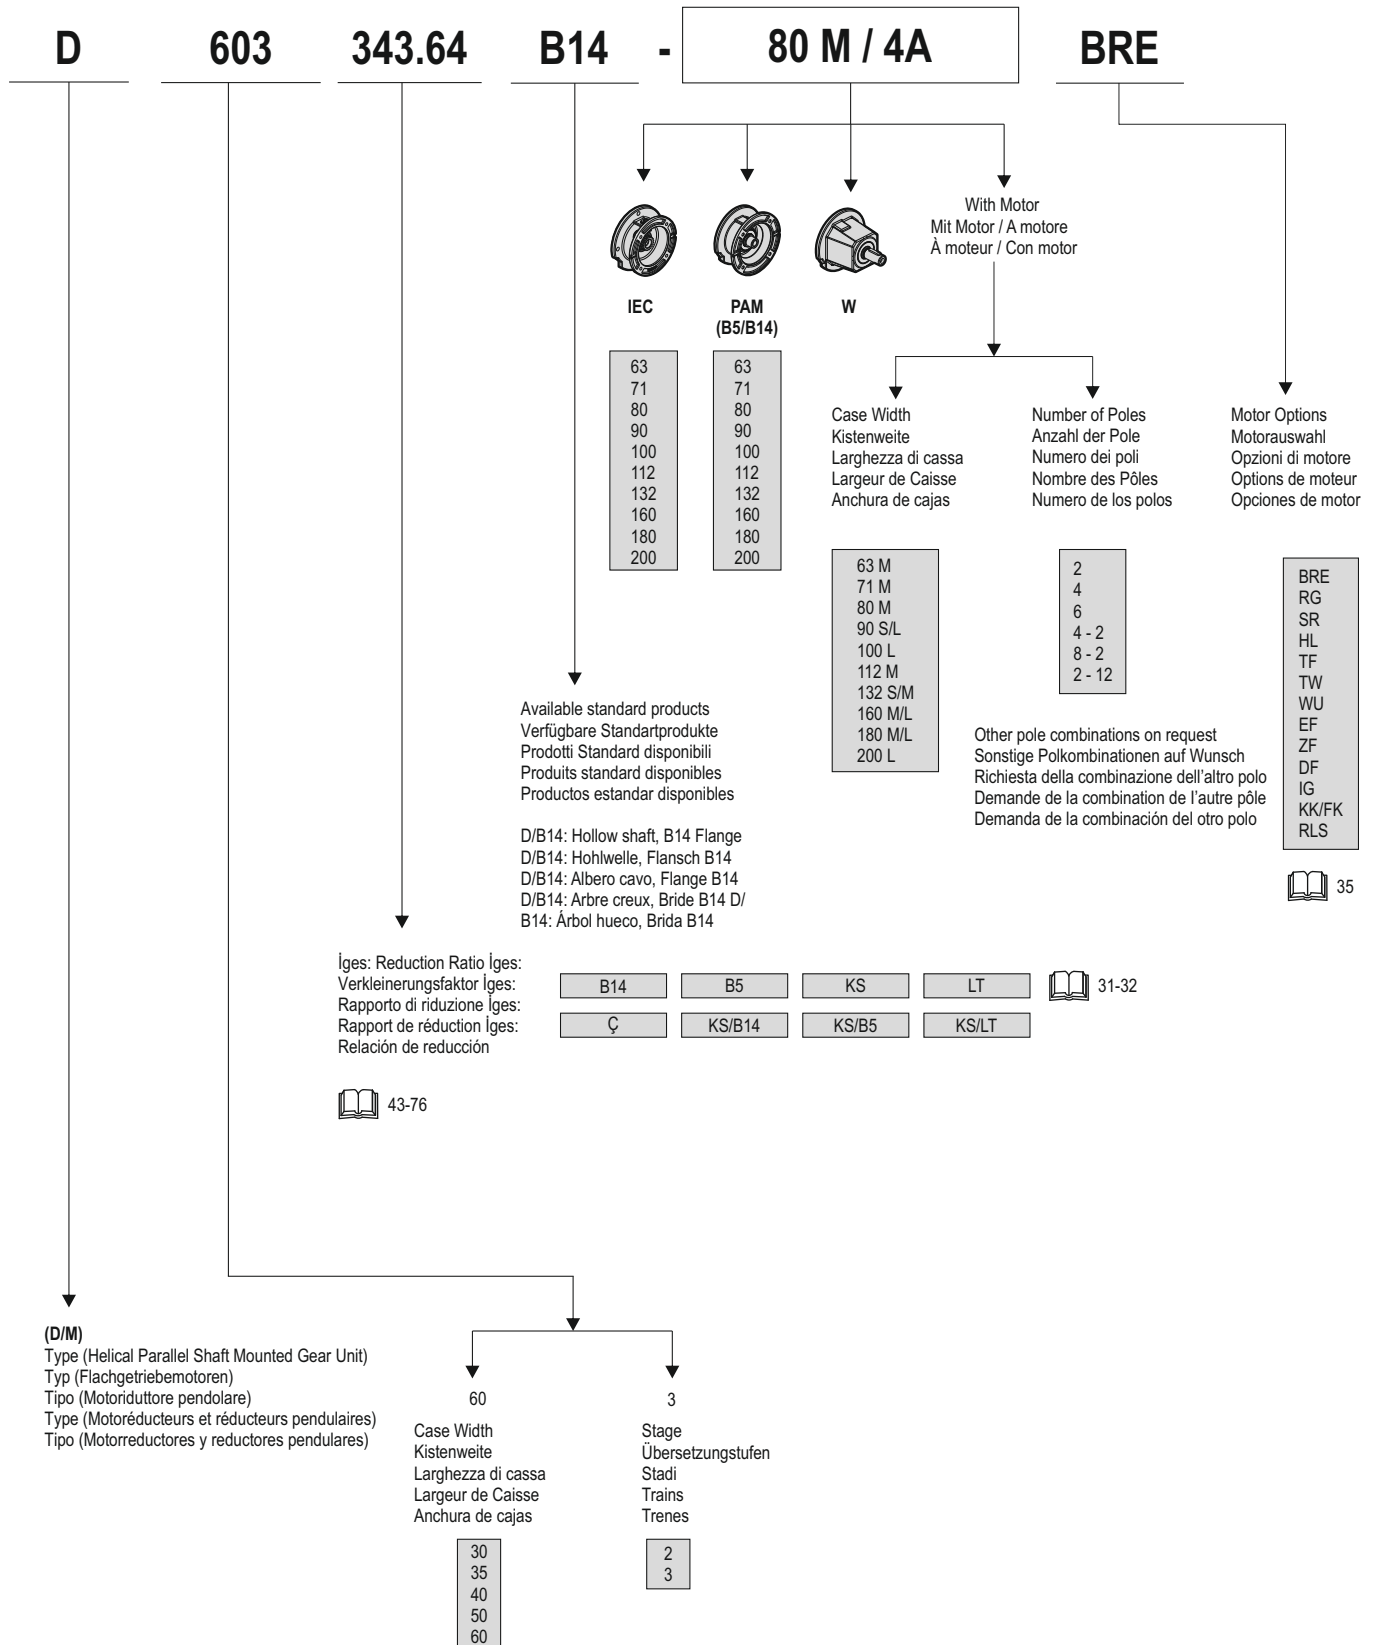 D 603 343.64 B14 - 80 M / 4A BRE
With Motor
Mit Motor / A motore
À moteur / Con motor
IEC
PAM
(B5/B14)
W
63
71
80
90
100
112
132
160
180
200
63
71
80
90
100
112
132
160
180
200
Case Width
Kistenweite
Larghezza di cassa
Largeur de Caisse
Anchura de cajas
Number of Poles
Anzahl der Pole
Numero dei poli
Nombre des Pôles
Numero de los polos
Motor Options
Motorauswahl
Opzioni di motore
Options de moteur
Opciones de motor
63 M
71 M
80 M
90 S/L
100 L
112 M
132 S/M
160 M/L
180 M/L
200 L
2
4
6
4 - 2
8 - 2
2 - 12
BRE
RG
SR
HL
TF
TW
WU
EF
ZF
DF
IG
KK/FK
RLS
35
Other pole combinations on request
Sonstige Polkombinationen auf Wunsch
Richiesta della combinazione dell'altro polo
Demande de la combination de l'autre pôle
Demanda de la combinación del otro polo
Available standard products
Verfügbare Standartprodukte
Prodotti Standard disponibili
Produits standard disponibles
Productos estandar disponibles
D/B14: Hollow shaft, B14 Flange
D/B14: Hohlwelle, Flansch B14
D/B14: Albero cavo, Flange B14
D/B14: Arbre creux, Bride B14 D/
B14: Árbol hueco, Brida B14
İges: Reduction Ratio İges:
Verkleinerungsfaktor İges:
Rapporto di riduzione İges:
Rapport de réduction İges:
Relación de reducción
B14 B5 KS LT
31-32
Ç KS/B14 KS/B5 KS/LT
43-76
(D/M)
Type (Helical Parallel Shaft Mounted Gear Unit)
Typ (Flachgetriebemotoren)
Tipo (Motoriduttore pendolare)
Type (Motoréducteurs et réducteurs pendulaires)
Tipo (Motorreductores y reductores pendulares)
60
Case Width
Kistenweite
Larghezza di cassa
Largeur de Caisse
Anchura de cajas
30
35
40
50
60
3
Stage
Übersetzungstufen
Stadi
Trains
Trenes
2
3